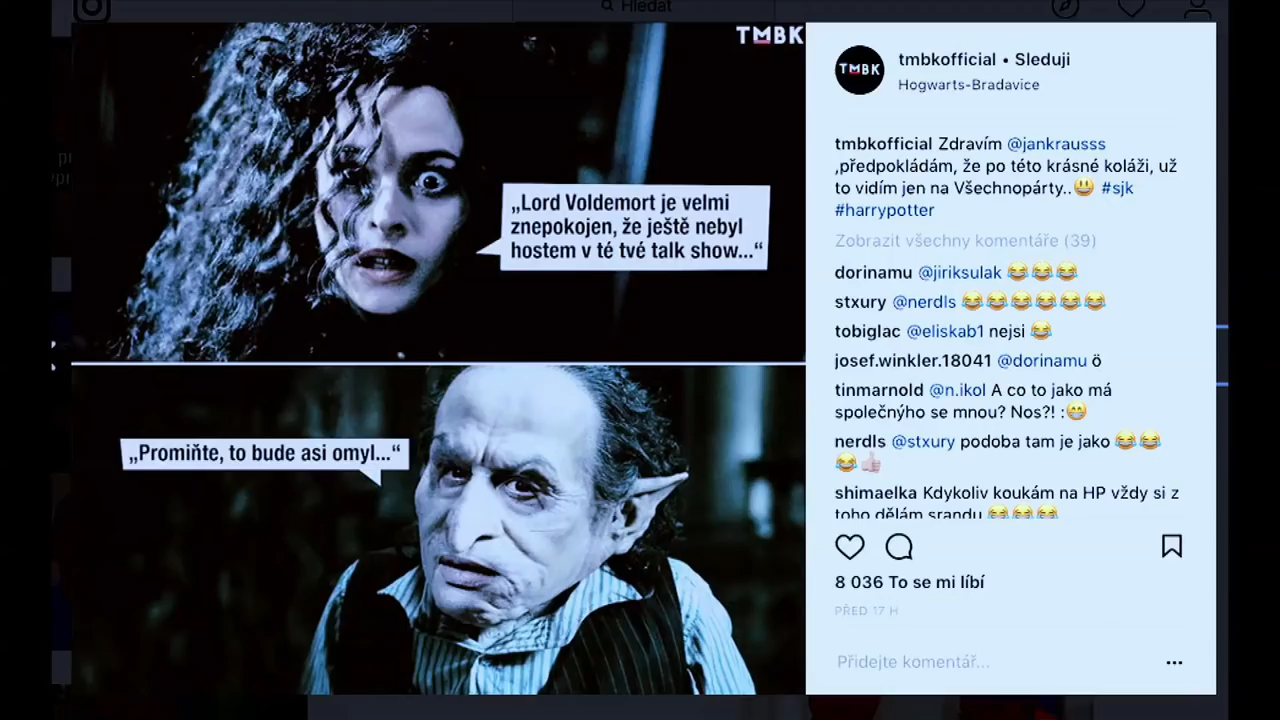 Hledat
TMBK
„Lord Voldemort je velmi
znepokojen, že ještě nebyl
hostem v té tvé talk show...“
„Promiňte, to bude asi omyl...“
TMBK
tmbkofficial • Sleduji
Hogwarts-Bradavice
tmbkofficial Zdravím @jankrausss
,předpokládám, že po této krásné koláži, už
to vidím jen na Všechnopárty..😃 #sjk
#harrypotter
Zobrazit všechny komentáře (39)
dorinamu @jiriksulak 😂😂😂
stxury @nerdls 😂😂😂😂😂😂
tobiglac @eliskab1 nejsi 😂
josef.winkler.18041 @dorinamu ö
tinmarnold @n.ikol A co to jako má
společnýho se mnou? Nos?! :😁
nerdls @stxury podoba tam je jako 😂😂
😂👍🏻
shimaelka Kdykoliv koukám na HP vždy si z
toho dělám srandu 😂😂😂
8 036 To se mi líbí
PŘED 17 H
Přidejte komentář...